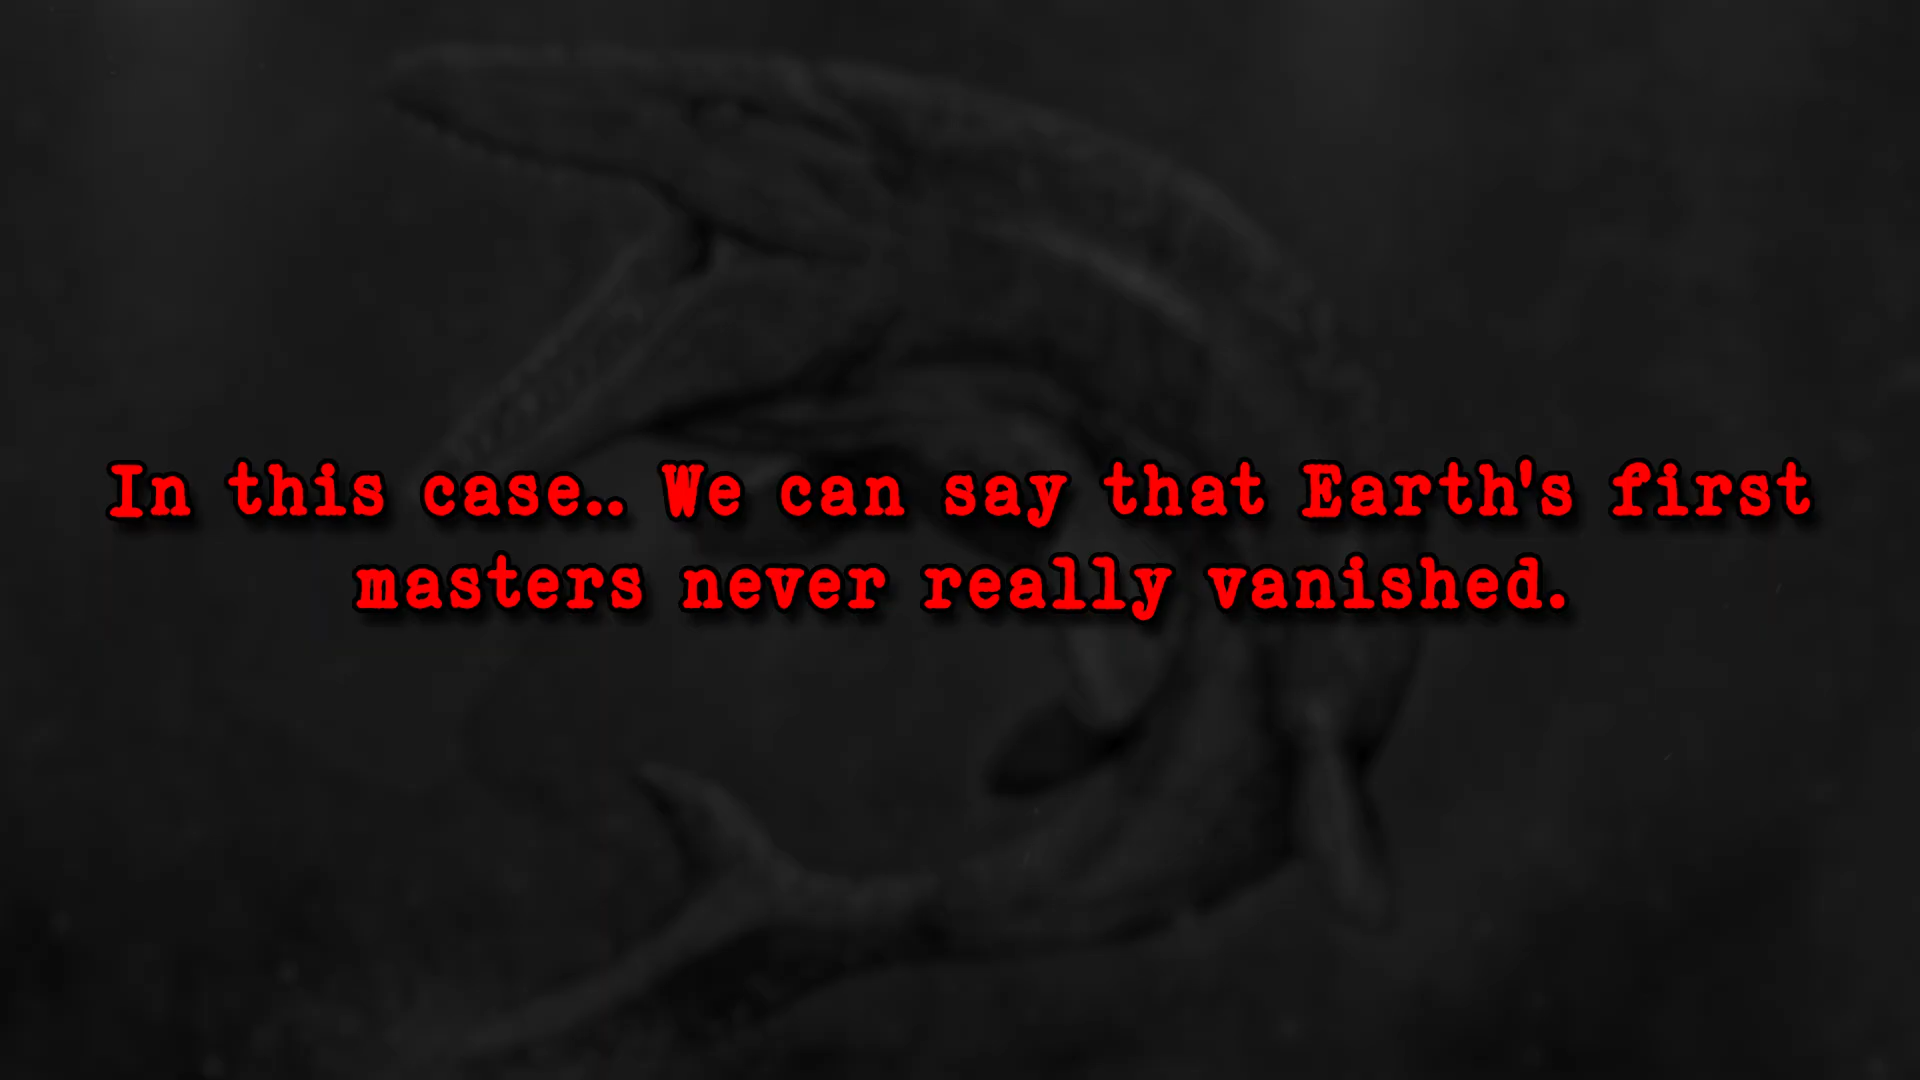 In this case.. We can say that Earth's first
masters never really vanished.